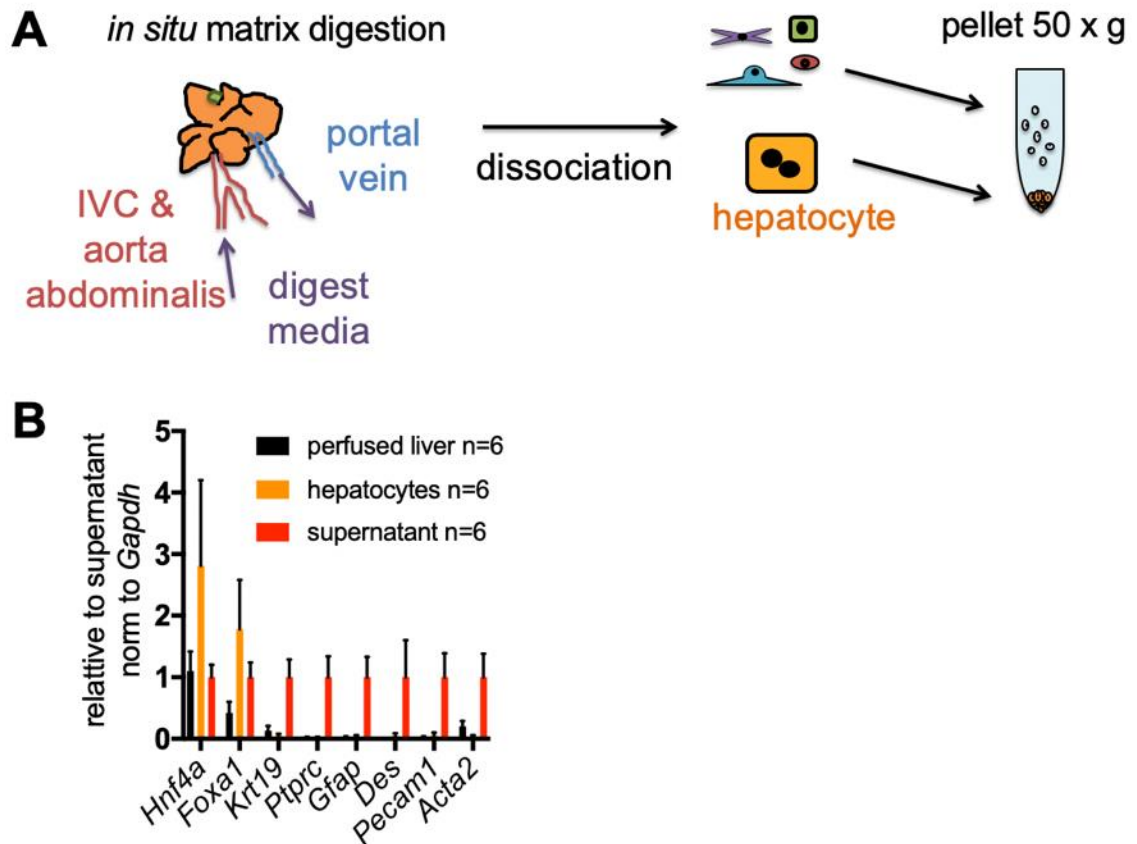 A
in situ matrix digestion
pellet 50 x g
portal
vein
dissociation
IVC &
aorta
abdominalis
digest
media
hepatocyte
B
relattive to supernatant
norm to Gapdh
5
4
3
2
1
0
perfused liver n=6
hepatocytes n=6
supernatant n=6
Hnf4a
Foxa1
Krt19
Ptprc
Gfap
Des
Pecam1
Acta2